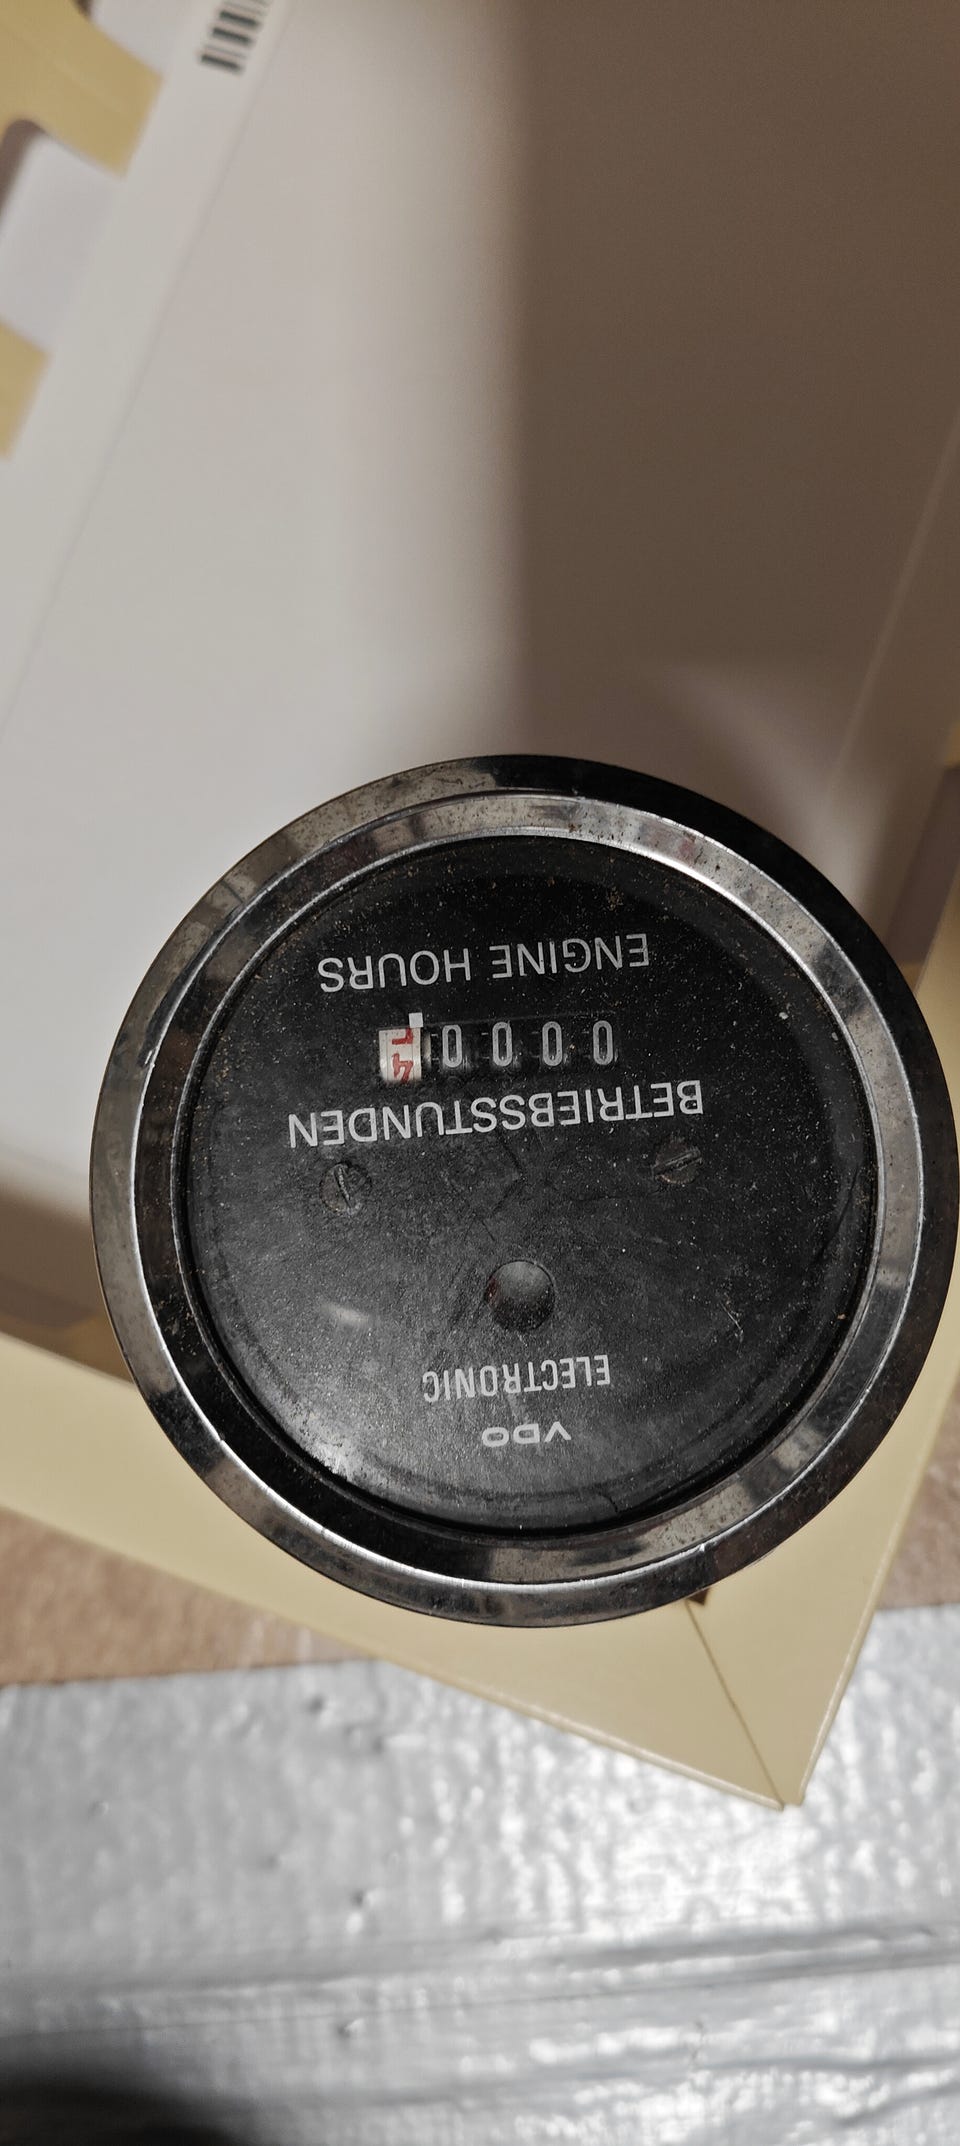 VDO
ELECTRONIC
BETRIEBSSTUNDEN
0 0 0 0
ENGINE HOURS